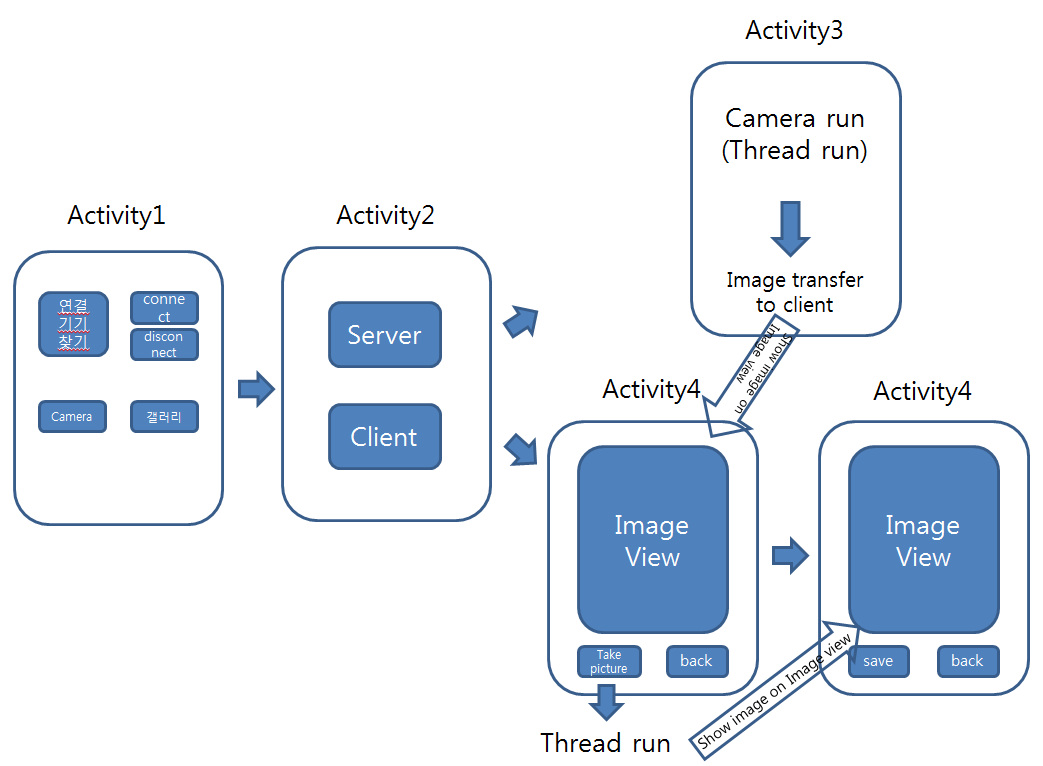 Activity3
Camera run
(Thread run)
Image transfer
to client
Activity1
연결
기기
찾기
conne
ct
discon
nect
Camera
갤러리
Activity2
Server
Client
Show image on
Image view
Activity4
Image
View
Take
picture
back
Thread run
Show image on Image view
Activity4
Image
View
save
back